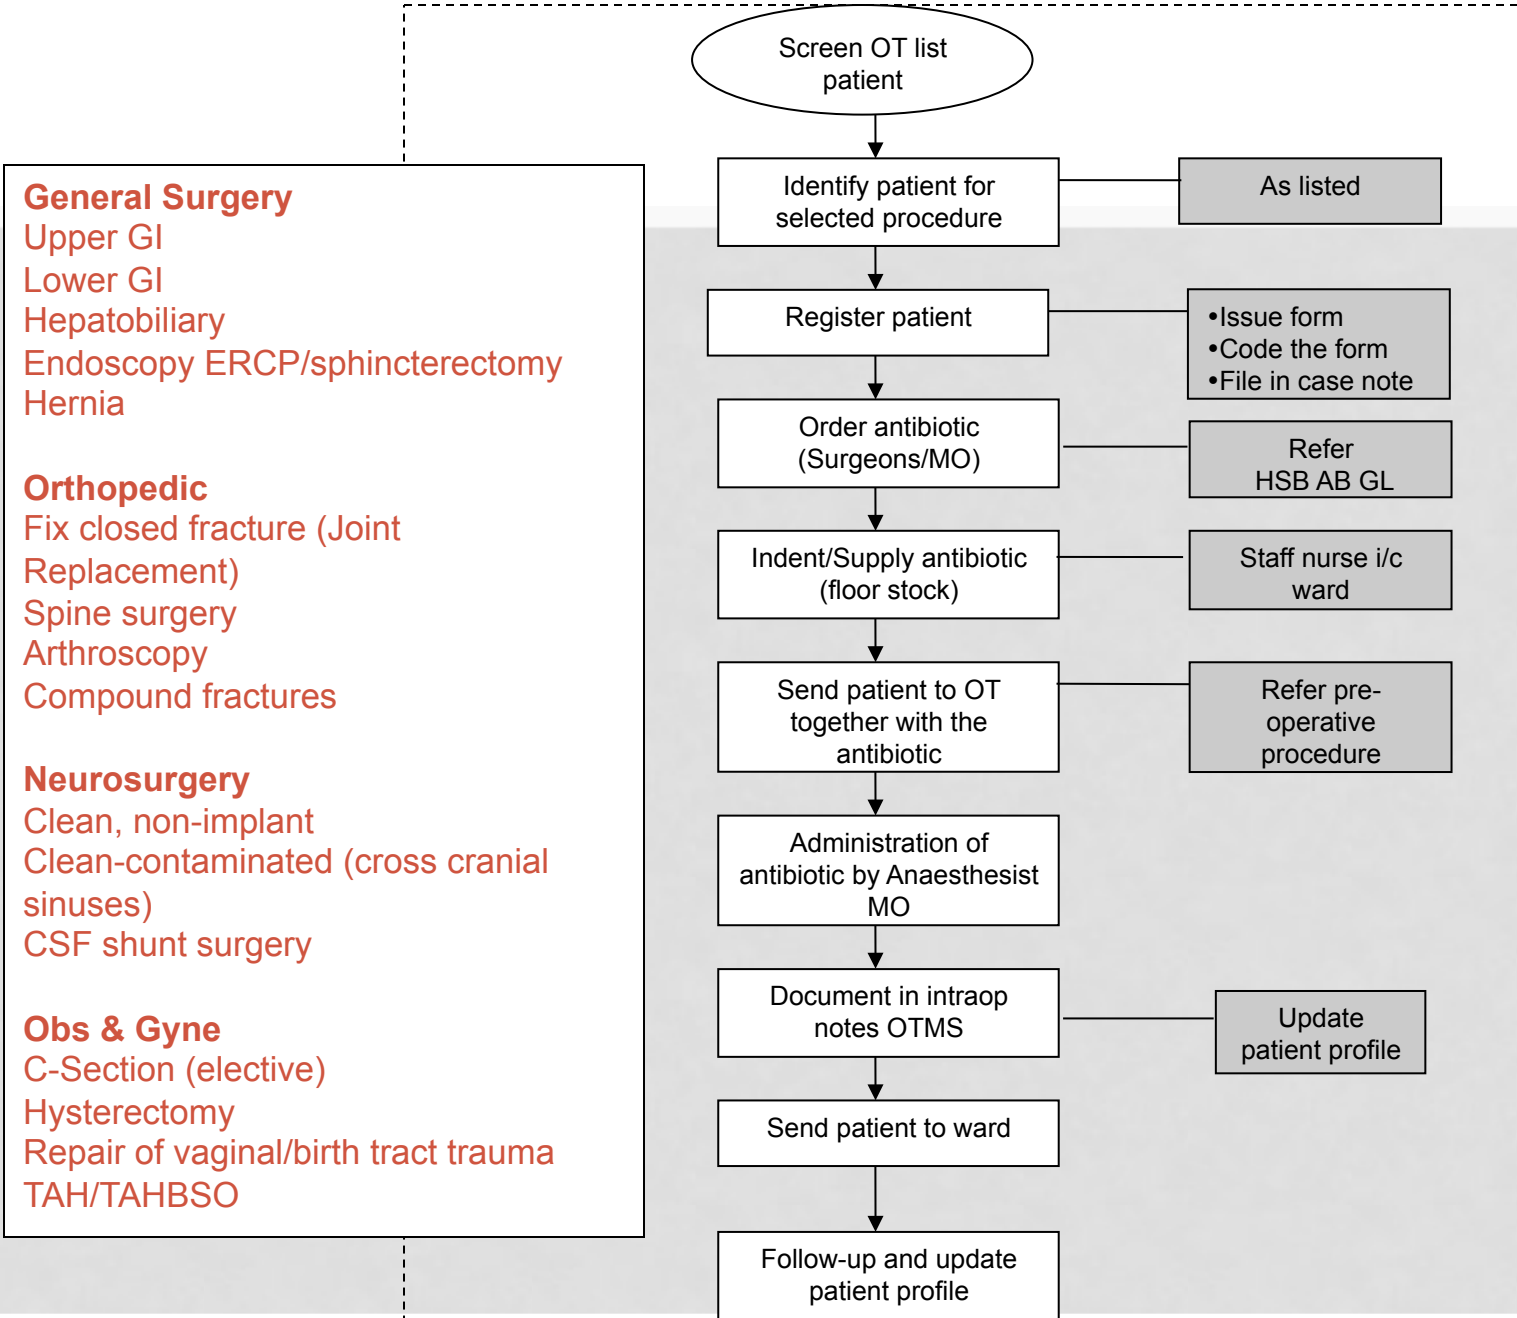 Screen OT list
patient
General Surgery
Upper GI
Lower GI
Hepatobiliary
Endoscopy ERCP/sphincterectomy
Hernia
Orthopedic
Fix closed fracture (Joint
Replacement)
Spine surgery
Arthroscopy
Compound fractures
Neurosurgery
Clean, non-implant
Clean-contaminated (cross cranial
sinuses)
CSF shunt surgery
Obs & Gyne
C-Section (elective)
Hysterectomy
Repair of vaginal/birth tract trauma
TAH/TAHBSO
Identify patient for
selected procedure
As listed
Register patient
•Issue form
•Code the form
•File in case note
Order antibiotic
(Surgeons/MO)
Refer
HSB AB GL
Indent/Supply antibiotic
(floor stock)
Staff nurse i/c
ward
Send patient to OT
together with the
antibiotic
Refer pre-
operative
procedure
Administration of
antibiotic by Anaesthesist
MO
Document in intraop
notes OTMS
Update
patient profile
Send patient to ward
Follow-up and update
patient profile